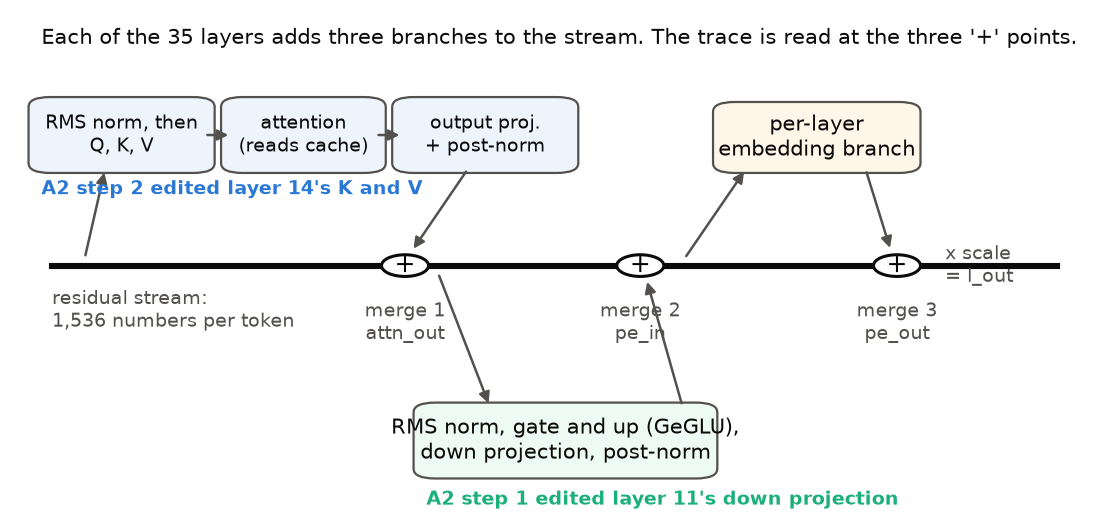 Each of the 35 layers adds three branches to the stream. The trace is read at the three '+' points.
RMS norm, then
Q, K, V
attention
(reads cache)
output proj.
+ post-norm
per-layer
embedding branch
A2 step 2 edited layer 14's K and V
+
+
+
x scale
= l_out
residual stream:
1,536 numbers per token
merge 1
attn_out
merge 2
pe_in
merge 3
pe_out
RMS norm, gate and up (GeGLU),
down projection, post-norm
A2 step 1 edited layer 11's down projection